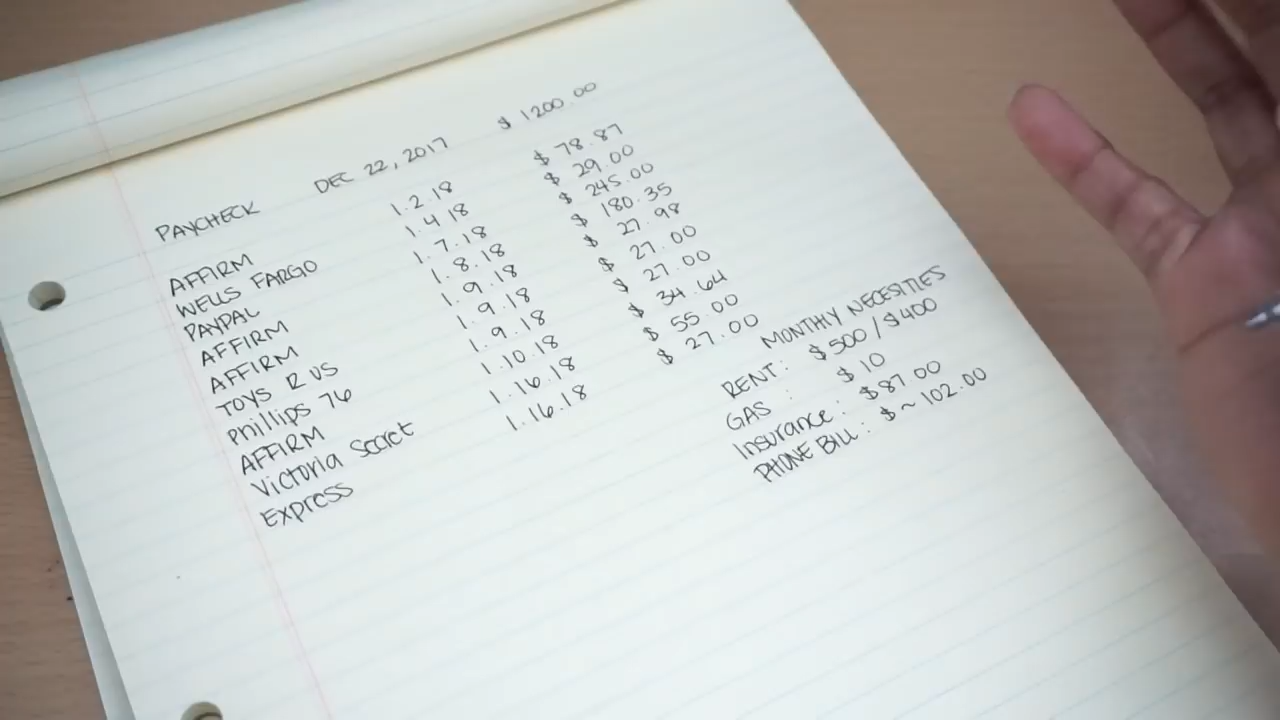 PAYCHECK DEC 22, 2017 $ 1200.00
AFFIRM 1.2.18 $ 78.87
WELLS FARGO 1.4 18 $ 29.00
PAYPAL 1.7.18 $ 245.00
AFFIRM 1.8.18 $ 180.35
AFFIRM 1.9.18 $ 27.98
TOYS R US 1.9.18 $ 27.00
Phillips 76 1.9.18 $ 27.00
AFFIRM 1.10.18 $ 34.64
Victoria Secret 1.16.18 $ 55.00
Express 1.16.18 $ 27.00
MONTHLY NECESITIES
RENT: $500/$400
GAS : $10
Insurance: $87.00
PHONE BILL: $~102.00